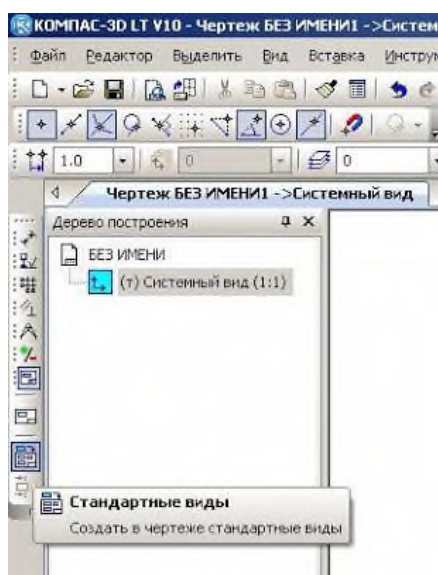 КОМПАС-3D LT V10 - Чертеж БЕЗ ИМЕНИ1 ->Систем
Файл Редактор Выделить Вид Вставка Инстру
1.0 0 0
Чертеж БЕЗ ИМЕНИ1 ->Системный вид
Дерево построения
БЕЗ ИМЕНИ
(т) Системный вид (1:1)
Стандартные виды
Создать в чертеже стандартные виды